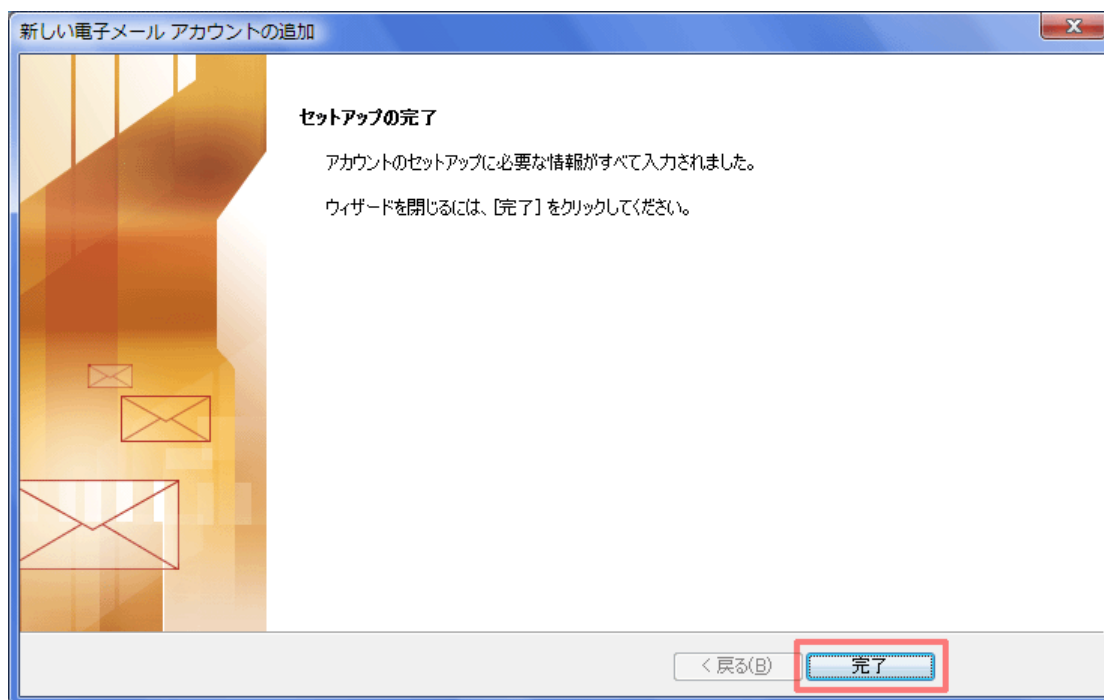 新しい電子メール アカウントの追加
セットアップの完了
アカウントのセットアップに必要な情報がすべて入力されました。
ウィザードを閉じるには、[完了] をクリックしてください。
< 戻る(B)
完了